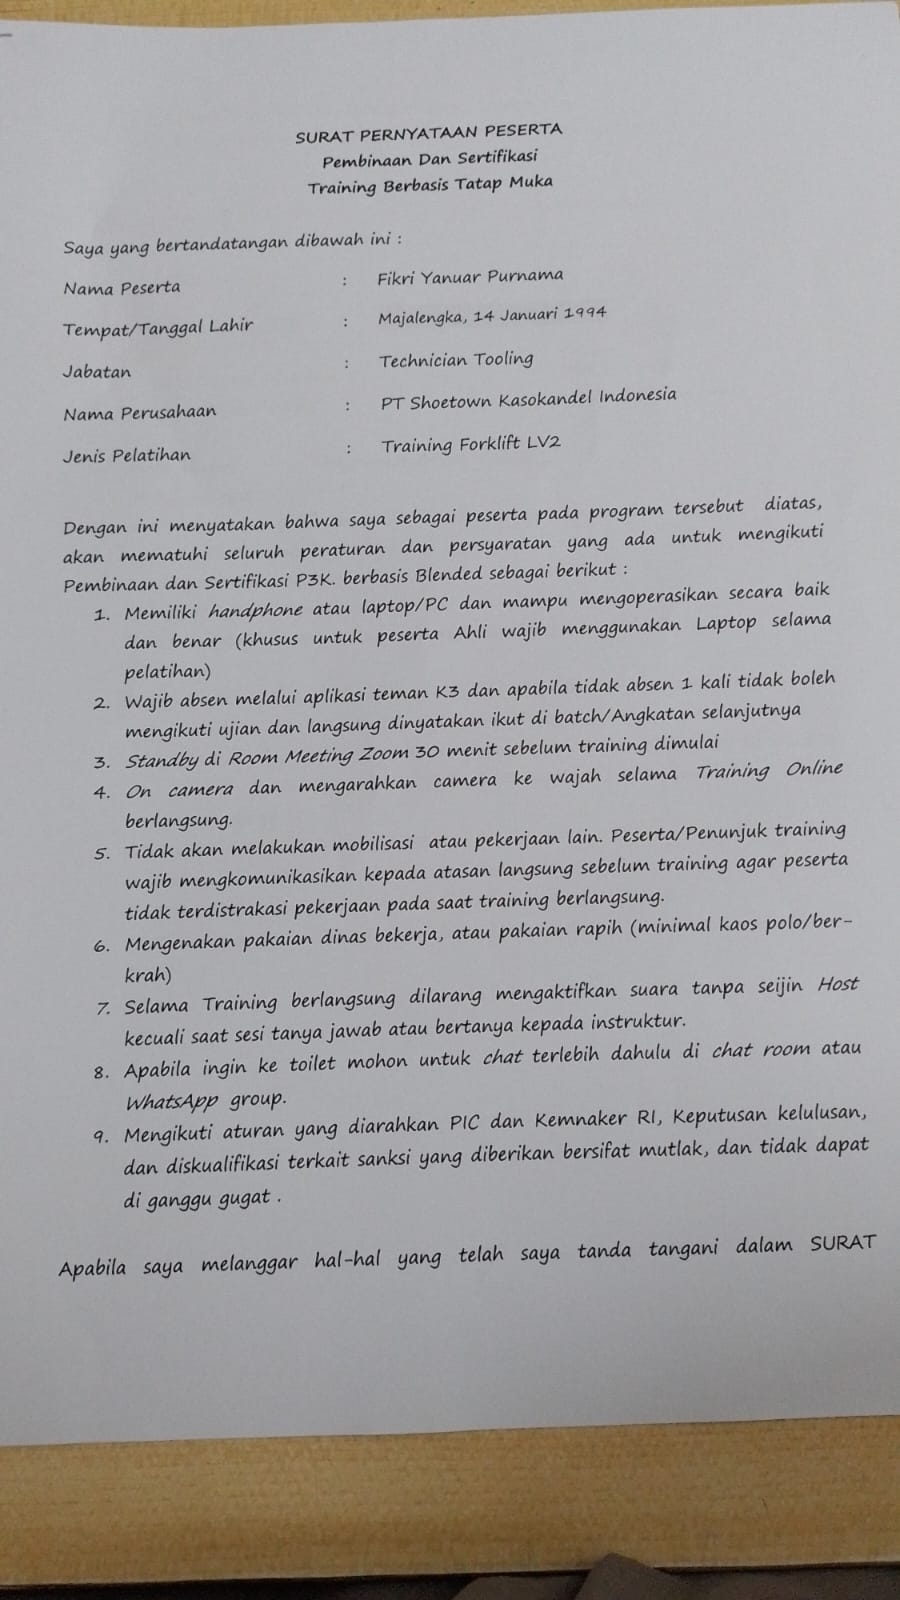 SURAT PERNYATAAN PESERTA
Pembinaan Dan Sertifikasi
Training Berbasis Tatap Muka
Saya yang bertandatangan dibawah ini :
Nama Peserta : Fikri Yanuar Purnama
Tempat/Tanggal Lahir : Majalengka, 14 Januari 1994
Jabatan : Technician Tooling
Nama Perusahaan : PT Shoetown Kasokandel Indonesia
Jenis Pelatihan : Training Forklift LV2
Dengan ini menyatakan bahwa saya sebagai peserta pada program tersebut diatas,
akan mematuhi seluruh peraturan dan persyaratan yang ada untuk mengikuti
Pembinaan dan Sertifikasi P3K. berbasis Blended sebagai berikut :
1. Memiliki handphone atau laptop/PC dan mampu mengoperasikan secara baik
dan benar (khusus untuk peserta Ahli wajib menggunakan Laptop selama
pelatihan)
2. Wajib absen melalui aplikasi teman K3 dan apabila tidak absen 1 kali tidak boleh
mengikuti ujian dan langsung dinyatakan ikut di batch/Angkatan selanjutnya
3. Standby di Room Meeting Zoom 30 menit sebelum training dimulai
4. On camera dan mengarahkan camera ke wajah selama Training Online
berlangsung.
5. Tidak akan melakukan mobilisasi atau pekerjaan lain. Peserta/Penunjuk training
wajib mengkomunikasikan kepada atasan langsung sebelum training agar peserta
tidak terdistrakasi pekerjaan pada saat training berlangsung.
6. Mengenakan pakaian dinas bekerja, atau pakaian rapih (minimal kaos polo/ber-
krah)
7. Selama Training berlangsung dilarang mengaktifkan suara tanpa seijin Host
kecuali saat sesi tanya jawab atau bertanya kepada instruktur.
8. Apabila ingin ke toilet mohon untuk chat terlebih dahulu di chat room atau
WhatsApp group.
9. Mengikuti aturan yang diarahkan PIC dan Kemnaker RI, Keputusan kelulusan,
dan diskualifikasi terkait sanksi yang diberikan bersifat mutlak, dan tidak dapat
di ganggu gugat .
Apabila saya melanggar hal-hal yang telah saya tanda tangani dalam SURAT